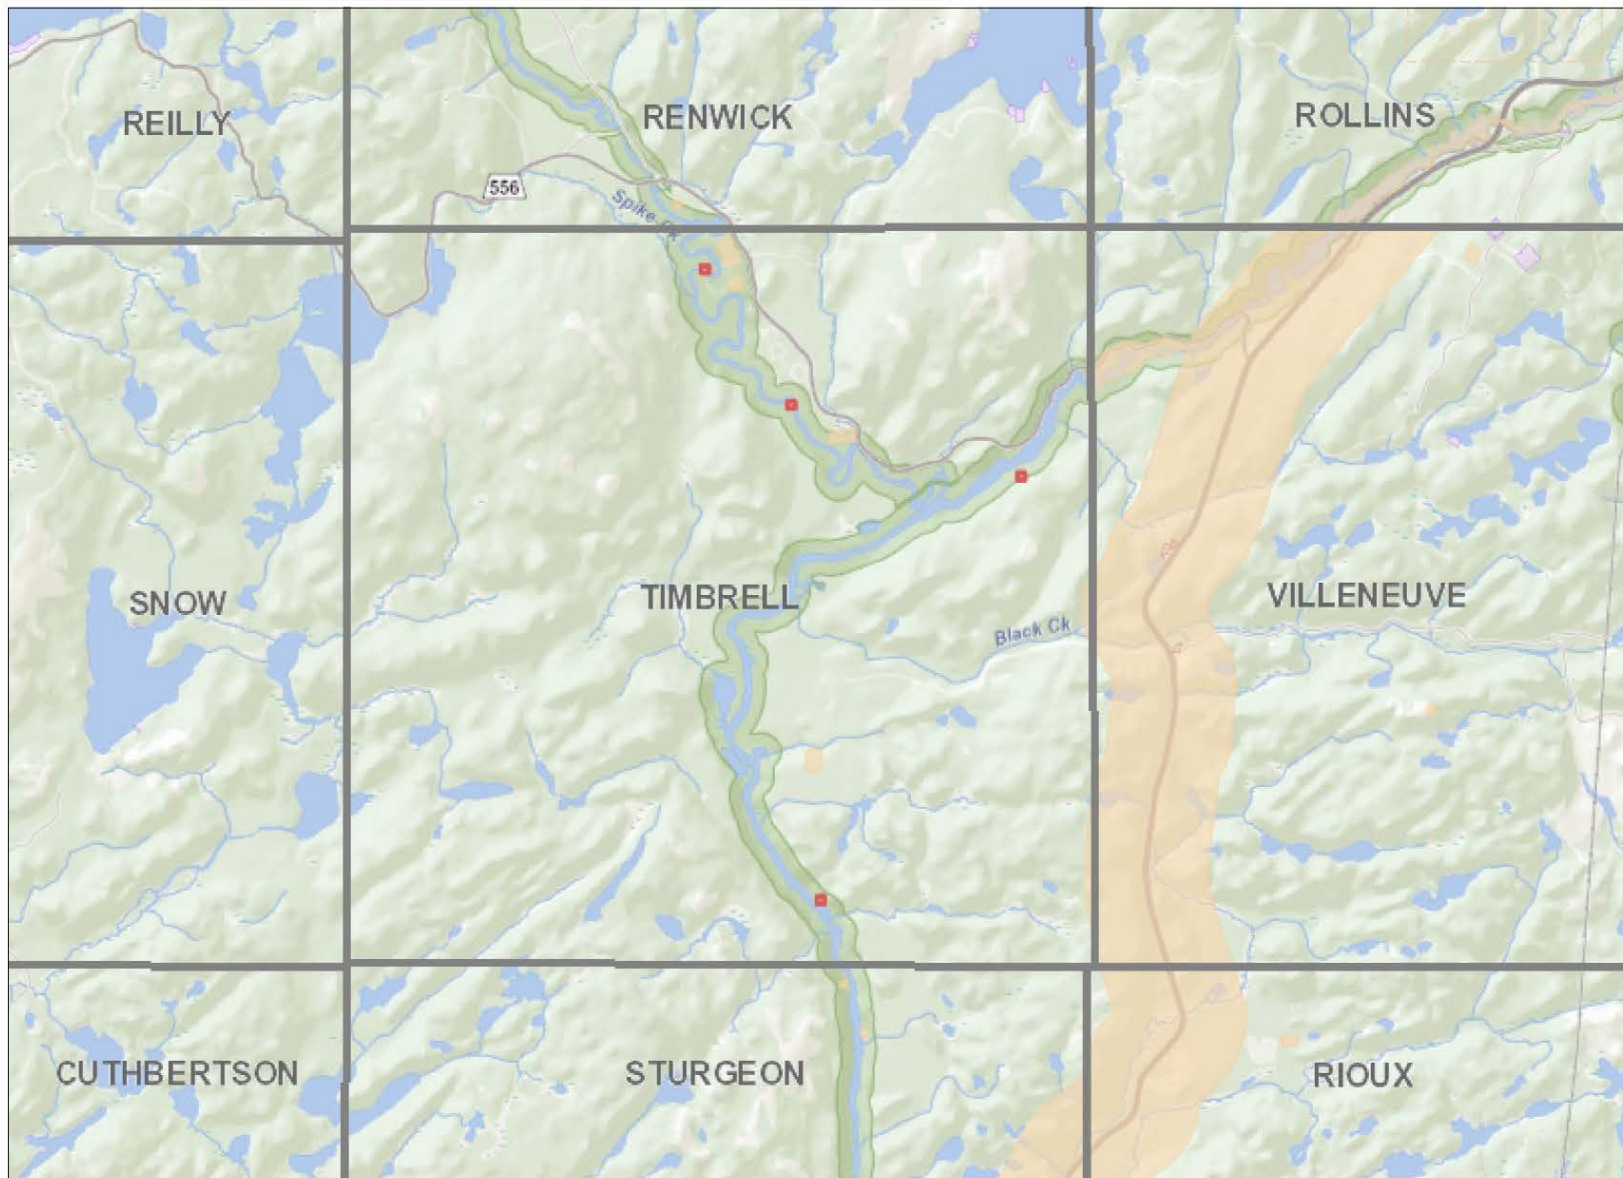 REILLY
RENWICK
ROLLINS
556
Spike Ck
SNOW
TIMBRELL
VILLENEUVE
Black Ck
CUTHBERTSON
STURGEON
RIOUX